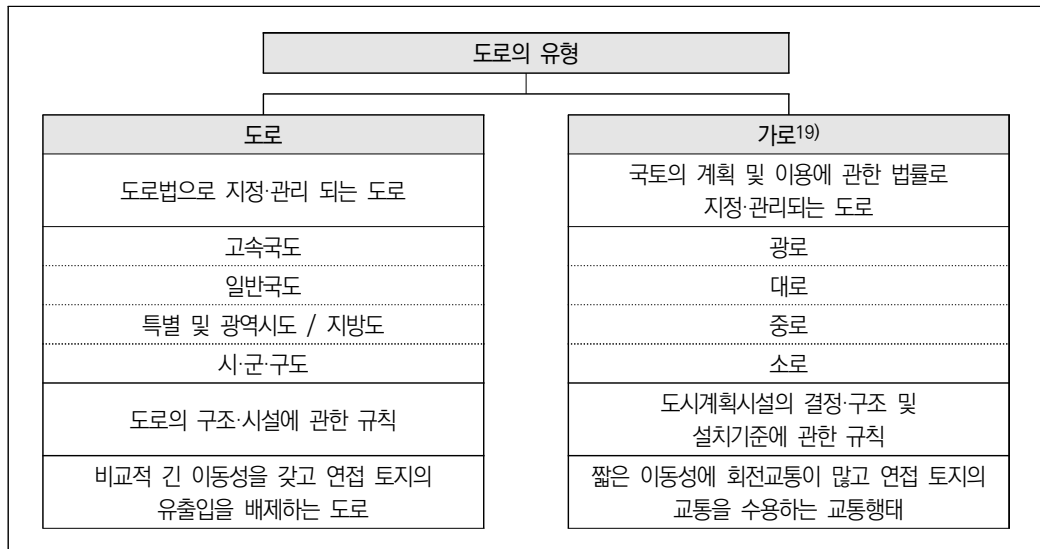 도로의 유형
도로
도로법으로 지정·관리 되는 도로
고속국도
일반국도
특별 및 광역시도 / 지방도
시·군·구도
도로의 구조·시설에 관한 규칙
비교적 긴 이동성을 갖고 연접 토지의
유출입을 배제하는 도로
가로19)
국토의 계획 및 이용에 관한 법률로
지정·관리되는 도로
광로
대로
중로
소로
도시계획시설의 결정·구조 및
설치기준에 관한 규칙
짧은 이동성에 회전교통이 많고 연접 토지의
교통을 수용하는 교통행태